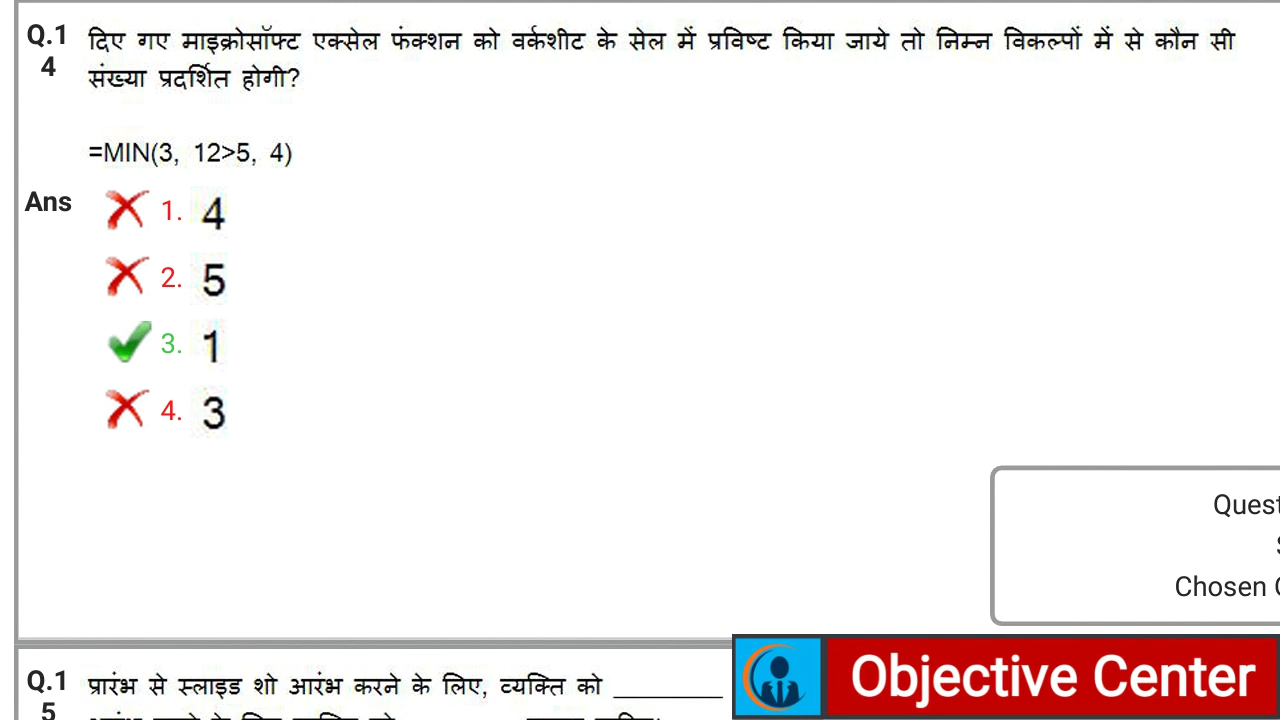 Q.1 दिए गए माइक्रोसॉफ्ट एक्सेल फंक्शन को वर्कशीट के सेल में प्रविष्ट किया जाये तो निम्न विकल्पों में से कौन सी
4 संख्या प्रदर्शित होगी?
=MIN(3, 12>5, 4)
Ans 1. 4
2. 5
3. 1
4. 3
Quest
Chosen
Q.1 प्रारंभ से स्लाइड शो आरंभ करने के लिए, व्यक्ति को ________
5
Objective Center